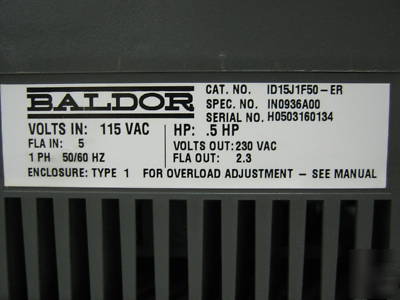 BALDOR
CAT. NO. ID15J1F50-ER
SPEC. NO. IN0936A00
SERIAL NO. H0503160134
VOLTS IN: 115 VAC
HP: .5 HP
FLA IN: 5
VOLTS OUT: 230 VAC
1 PH 50/60 HZ
FLA OUT: 2.3
ENCLOSURE: TYPE 1 FOR OVERLOAD ADJUSTMENT - SEE MANUAL